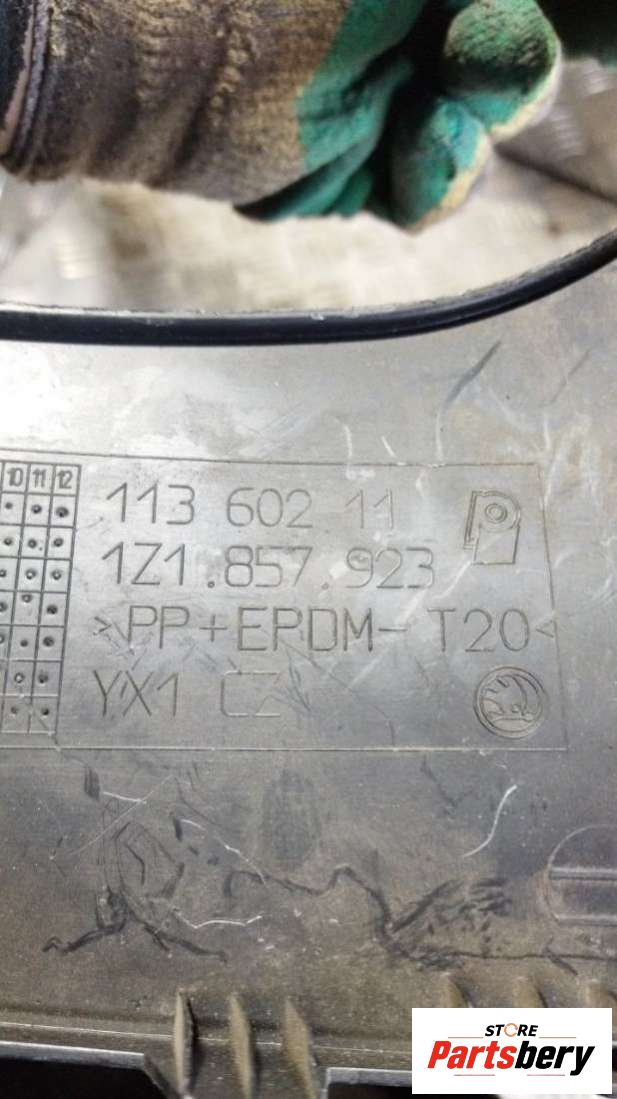 10 11 12
113 602 11
1Z1.857.923
>PP+EPDM-T20<
YX1 CZ
STORE
Partsbery